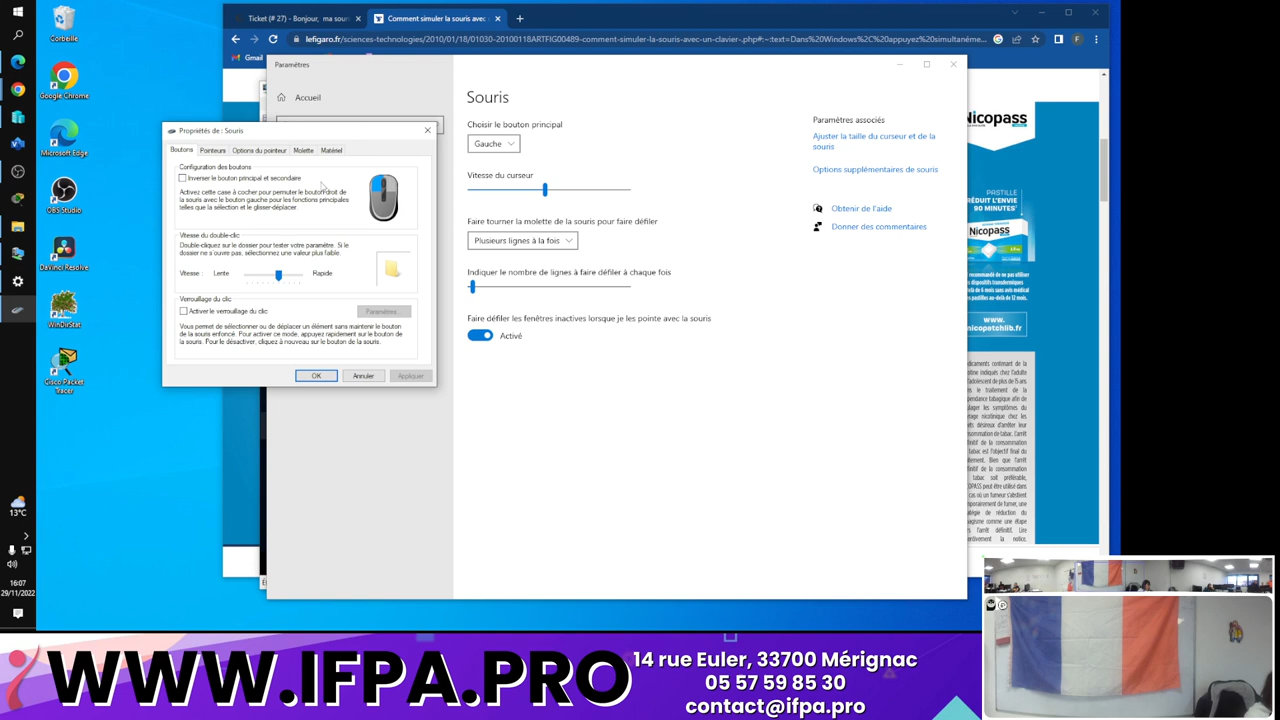 Ticket (# 27) - Bonjour, ma sour
Comment simuler la souris avec
lefigaro.fr/sciences-technologies/2010/01/18/01030-20100118ARTFIG00489-comment-simuler-la-souris-avec-un-clavier-.php#:~:text=Dans%20Windows%2C%20appuyez%20simultanéme...
Gmail
Corbeille
Google Chrome
Microsoft Edge
OBS Studio
DaVinci Resolve
WinDirStat
Cisco Packet
Tracer
13°C
16:07
29/11/2022
Paramètres
Accueil
Souris
Choisir le bouton principal
Gauche
Vitesse du curseur
Faire tourner la molette de la souris pour faire défiler
Plusieurs lignes à la fois
Indiquer le nombre de lignes à faire défiler à chaque fois
Faire défiler les fenêtres inactives lorsque je les pointe avec la souris
Activé
Paramètres associés
Ajuster la taille du curseur et de la
souris
Options supplémentaires de souris
Obtenir de l'aide
Donner des commentaires
Propriétés de : Souris
Boutons Pointeurs Options du pointeur Molette Matériel
Configuration des boutons
Inverser le bouton principal et secondaire
Activez cette case à cocher pour permuter le bouton droit de
la souris avec le bouton gauche pour les fonctions principales
telles que la sélection et le glisser-déplacer
Vitesse du double-clic
Double-cliquez sur le dossier pour tester votre paramètre. Si le
dossier ne s'ouvre pas, sélectionnez une valeur plus faible.
Vitesse : Lente Rapide
Verrouillage du clic
Activer le verrouillage du clic
Paramètres...
Vous permet de sélectionner ou de déplacer un élément sans maintenir le bouton
de la souris enfoncé. Pour activer ce mode, appuyez rapidement sur le bouton de
la souris. Pour le désactiver, cliquez à nouveau sur le bouton de la souris.
OK Annuler Appliquer
Nicopass
PASTILLE
RÉDUIT L'ENVIE
90 MINUTES
Nicopass
www.
nicopatchlib.fr
WWW.IFPA.PRO
14 rue Euler, 33700 Mérignac
05 57 59 85 30
contact@ifpa.pro